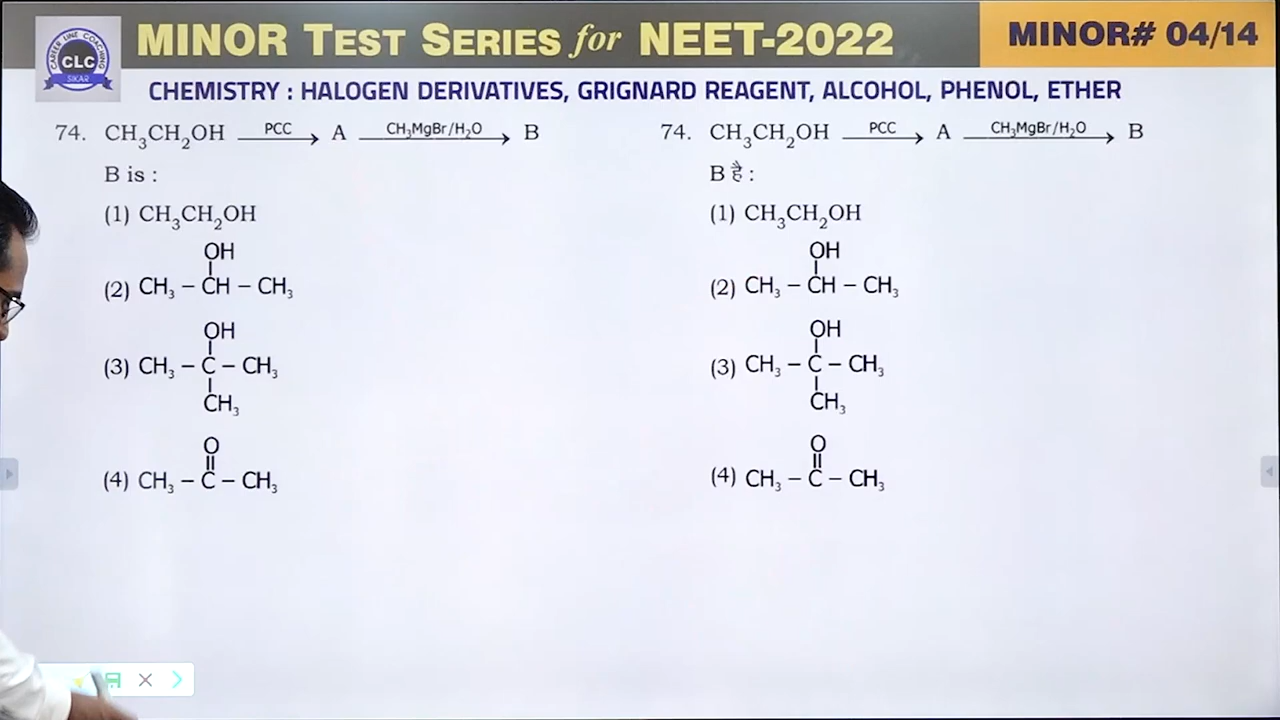 MINOR TEST SERIES for NEET-2022
MINOR# 04/14
CAREER LINE COACHING
CLC
SIKAR
CHEMISTRY : HALOGEN DERIVATIVES, GRIGNARD REAGENT, ALCOHOL, PHENOL, ETHER
74. CH₃CH₂OH —PCC→ A —CH₃MgBr/H₂O→ B
B is :
(1) CH₃CH₂OH
OH
(2) CH₃ – CH – CH₃
OH
(3) CH₃ – C – CH₃
CH₃
O
(4) CH₃ – C – CH₃
74. CH₃CH₂OH —PCC→ A —CH₃MgBr/H₂O→ B
B है :
(1) CH₃CH₂OH
OH
(2) CH₃ – CH – CH₃
OH
(3) CH₃ – C – CH₃
CH₃
O
(4) CH₃ – C – CH₃